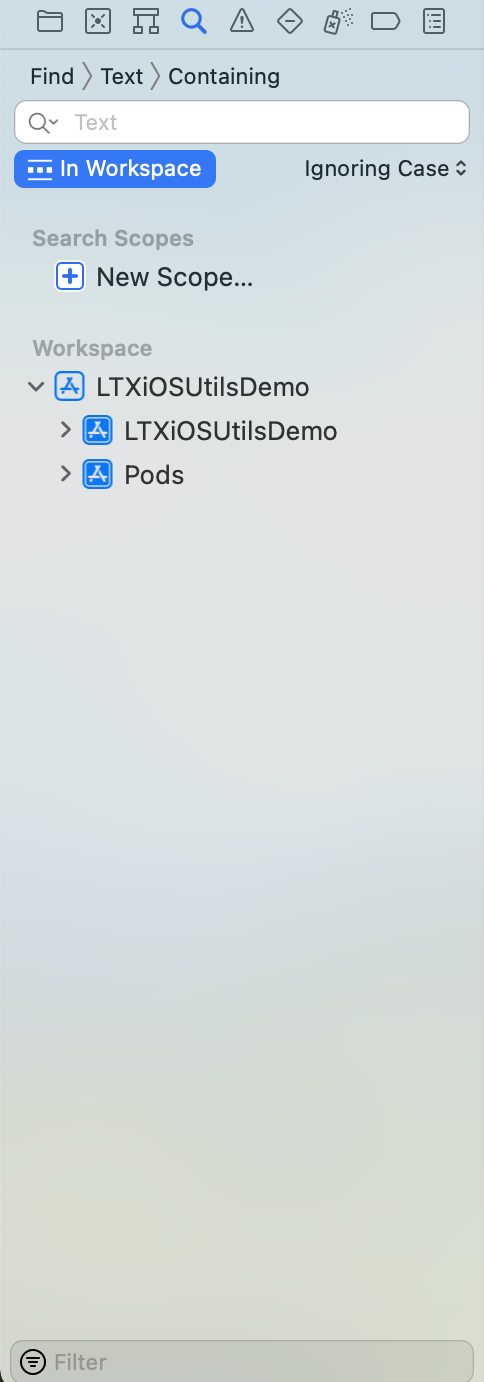 Find Text Containing
Text
In Workspace Ignoring Case
Search Scopes
New Scope...
Workspace
LTXiOSUtilsDemo
LTXiOSUtilsDemo
Pods
Filter